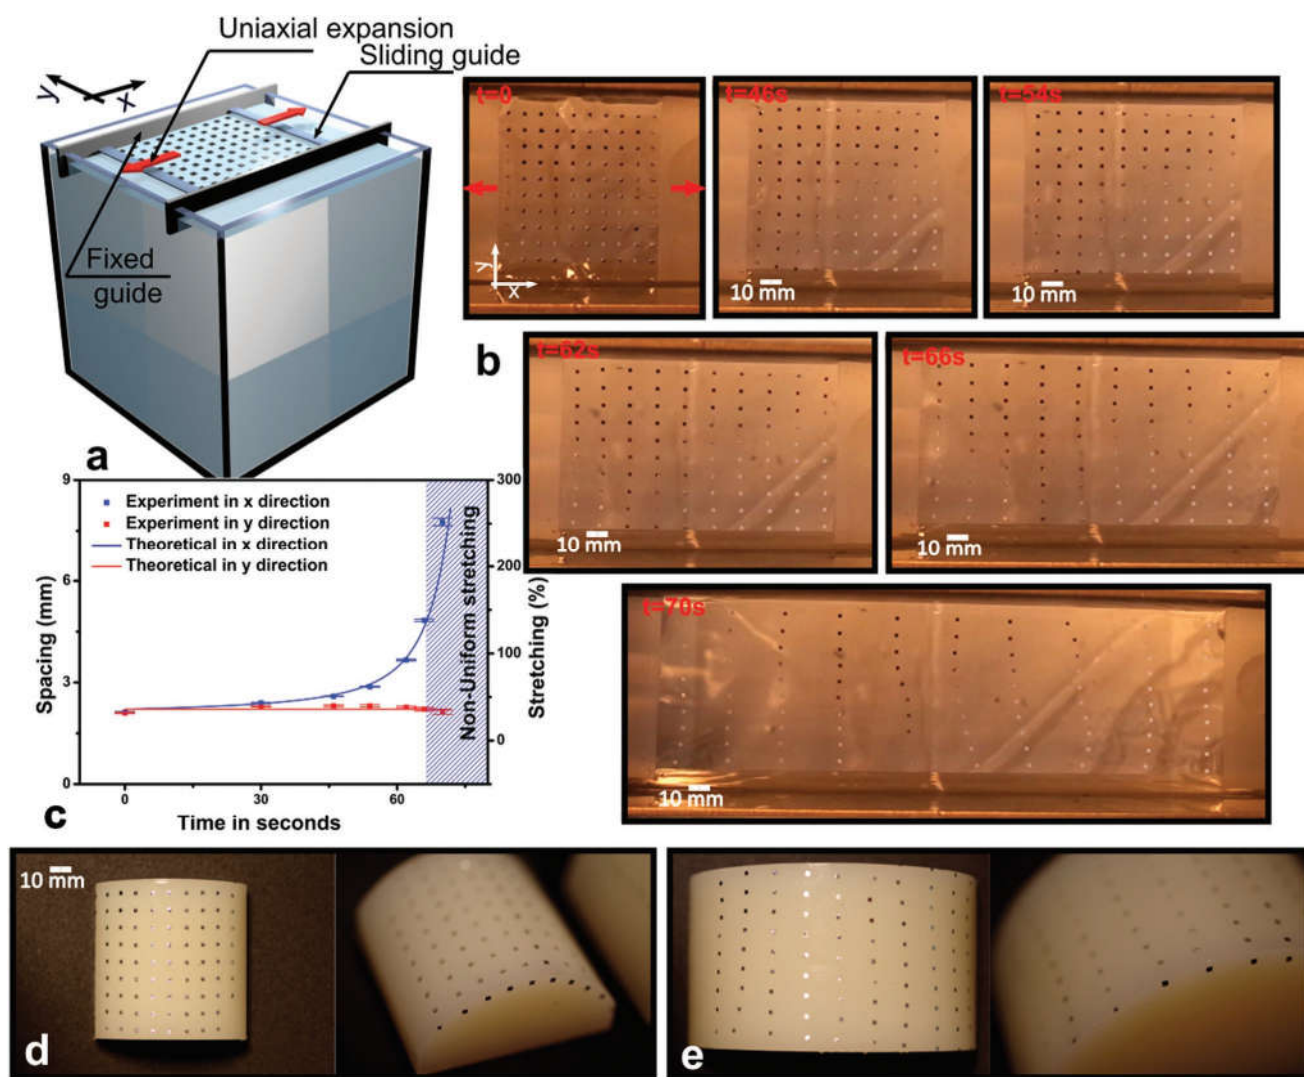 Uniaxial expansion
Sliding guide
y
x
Fixed
guide
a
t=0
y
x
t=46s
10 mm
t=54s
10 mm
b
t=62s
10 mm
t=66s
10 mm
t=70s
10 mm
9
6
3
0
Spacing (mm)
Experiment in x direction
Experiment in y direction
Theoretical in x direction
Theoretical in y direction
Non-Uniform stretching
300
200
100
0
Stretching (%)
0
30
60
Time in seconds
c
10 mm
d
e